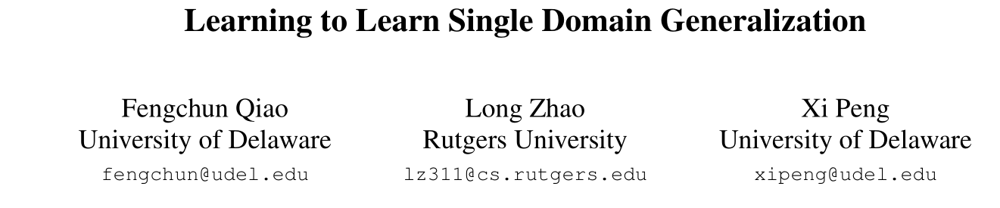 Learning to Learn Single Domain Generalization
Fengchun Qiao
University of Delaware
fengchun@udel.edu
Long Zhao
Rutgers University
lz311@cs.rutgers.edu
Xi Peng
University of Delaware
xipeng@udel.edu